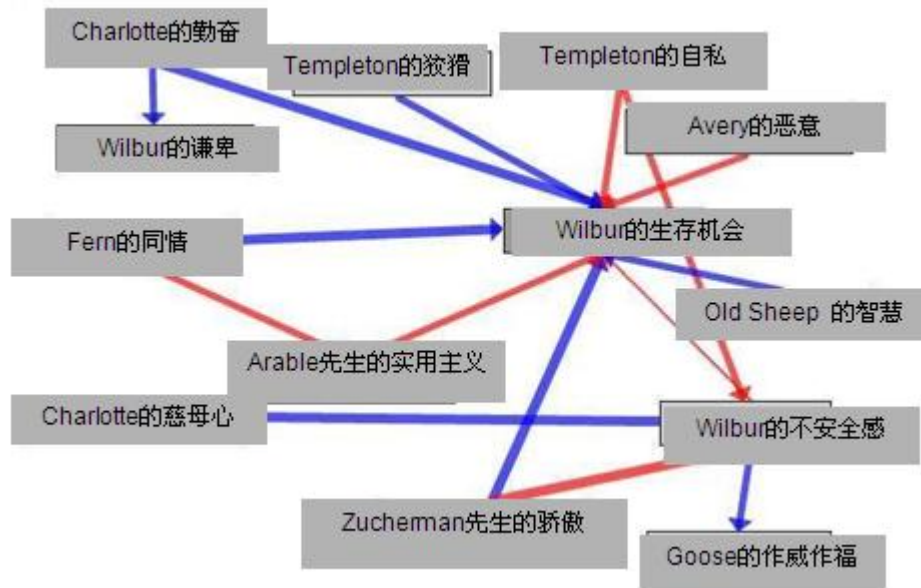 Charlotte的勤奋
Templeton的狡猾
Templeton的自私
Avery的恶意
Wilbur的谦卑
Wilbur的生存机会
Fern的同情
Old Sheep 的智慧
Arable先生的实用主义
Charlotte的慈母心
Wilbur的不安全感
Zucherman先生的骄傲
Goose的作威作福